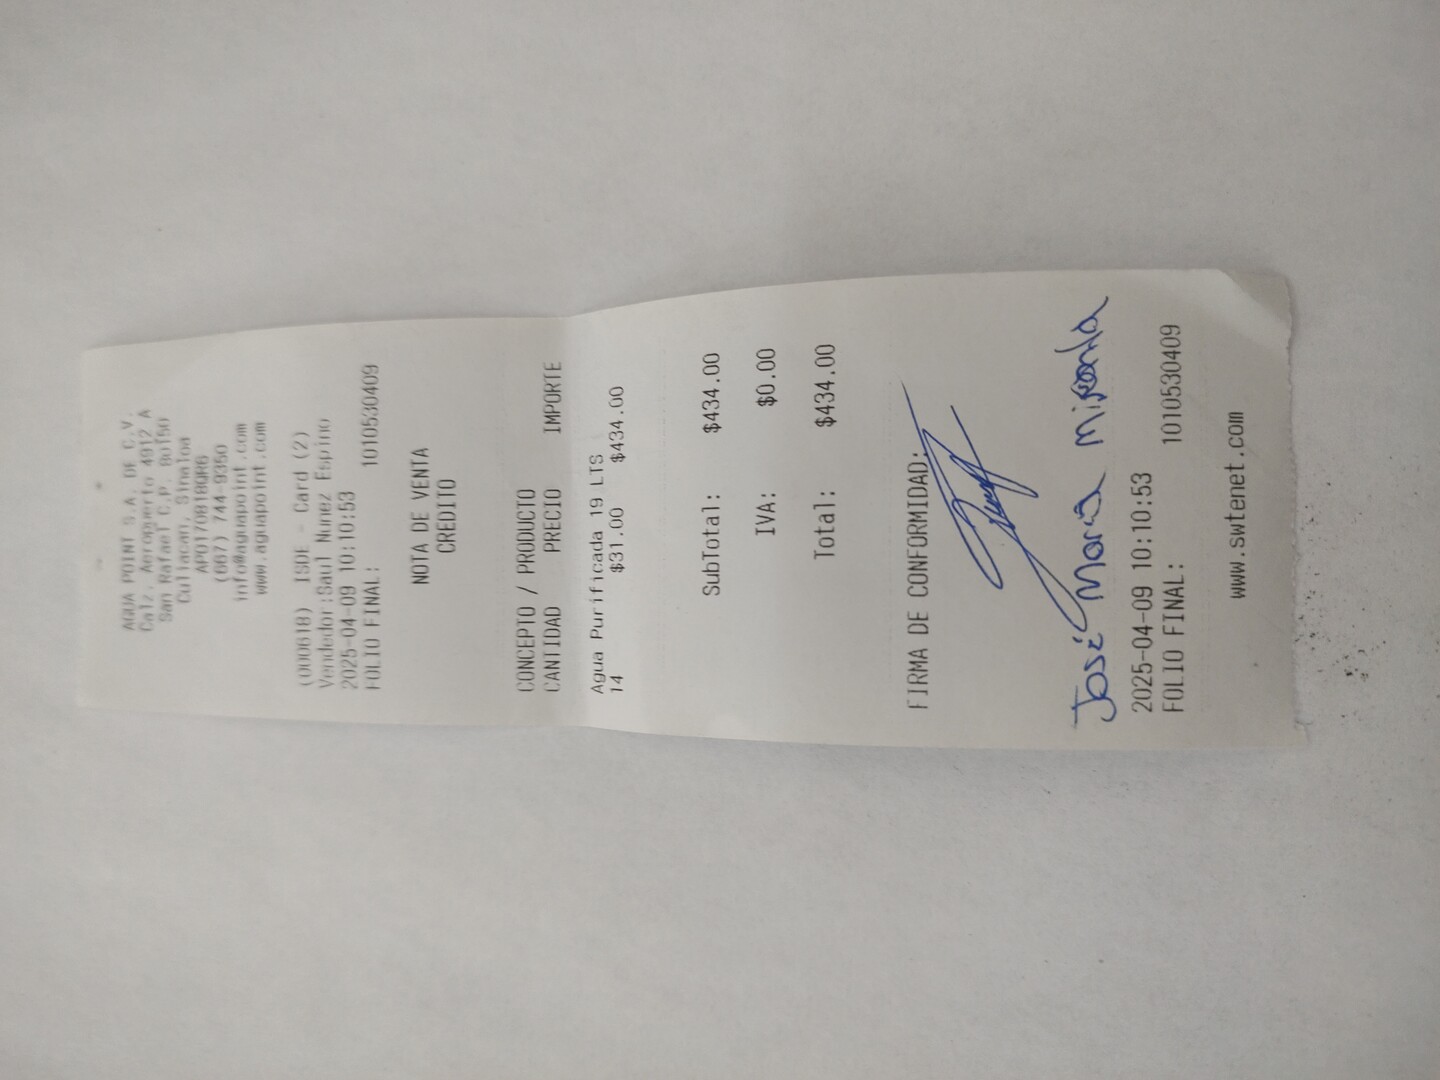 AGUA POINT S.A. DE C.V.
Calz. Aeropuerto 4912 A
San Rafael C.P. 80150
Culiacan, Sinaloa
APO170818QR6
(667) 744-9350
info@aguapoint.com
www.aguapoint.com
(000618) ISDE - Card (2)
Vendedor:Saul Nunez Espino
2025-04-09 10:10:53
FOLIO FINAL: 1010530409
NOTA DE VENTA
CREDITO
CONCEPTO / PRODUCTO
CANTIDAD PRECIO IMPORTE
Agua Purificada 19 LTS
14 $31.00 $434.00
SubTotal: $434.00
IVA: $0.00
Total: $434.00
FIRMA DE CONFORMIDAD:
José Maria Miranda
2025-04-09 10:10:53
FOLIO FINAL: 1010530409
www.swtenet.com